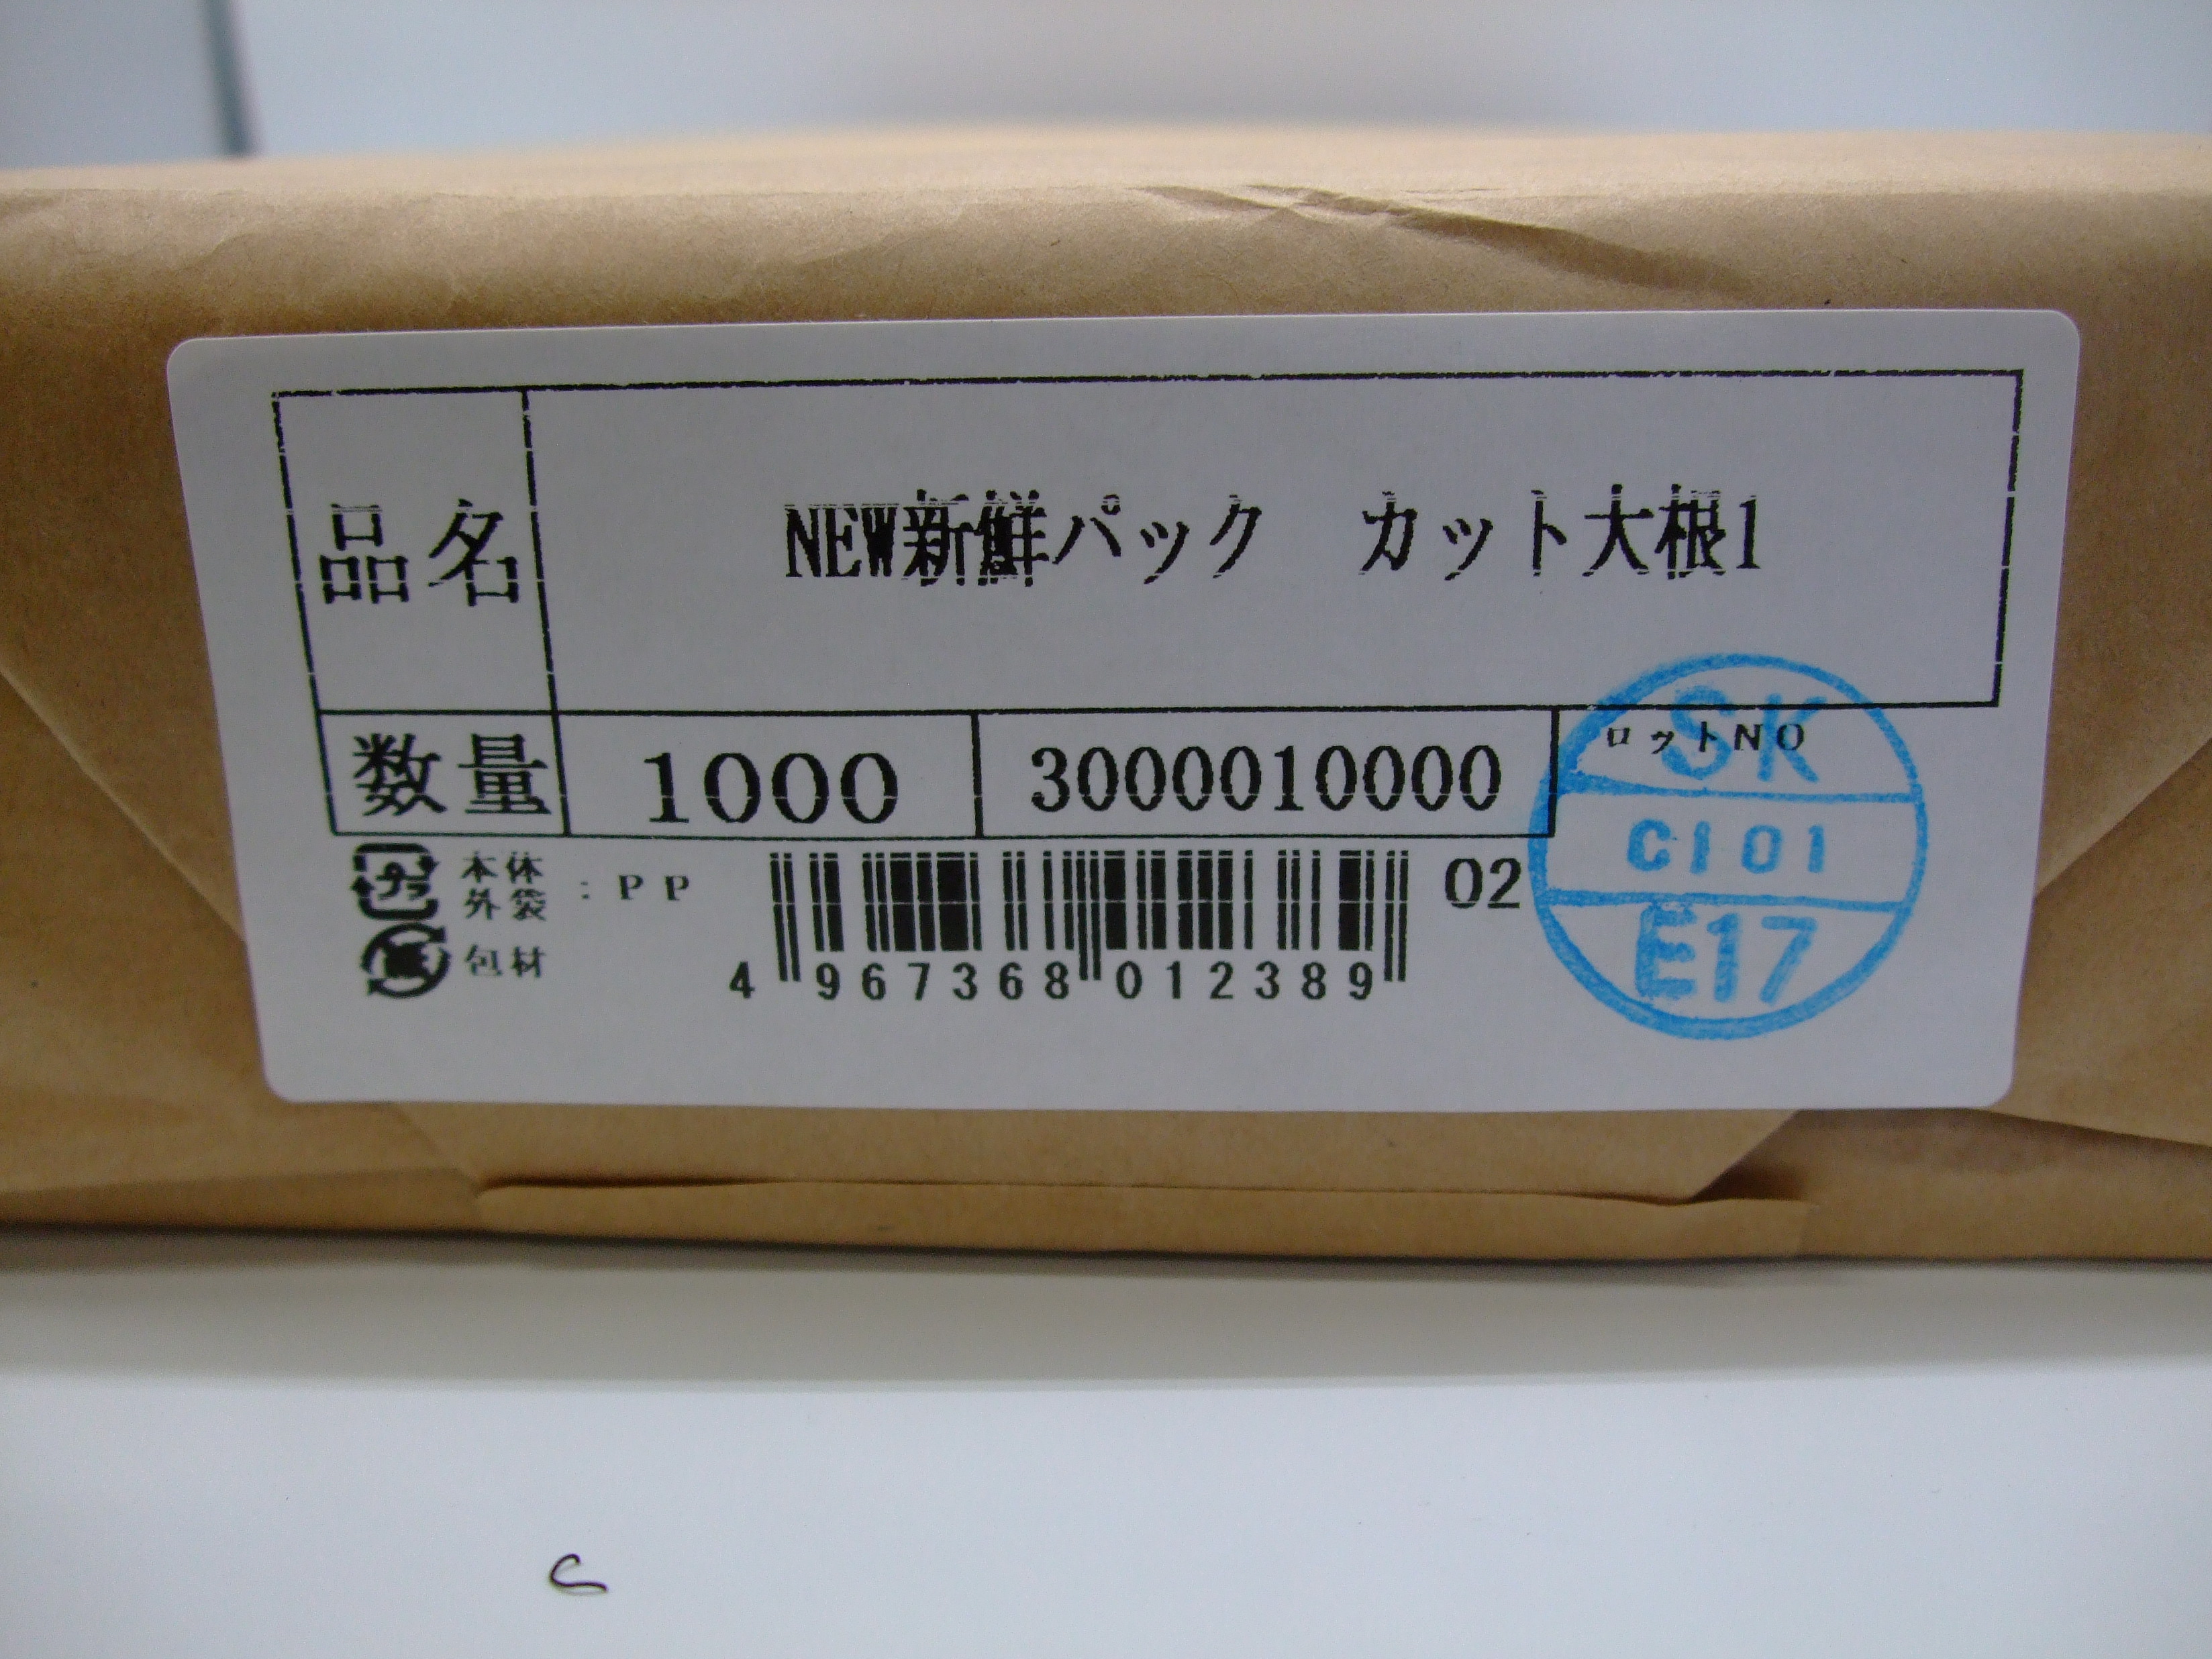 品名 NEW新鮮パック カット大根1
数量 1000 3000010000 ロットNO
SK
C101
E17
プラ 本体 外袋 : PP
包材
02
4 967368 012389